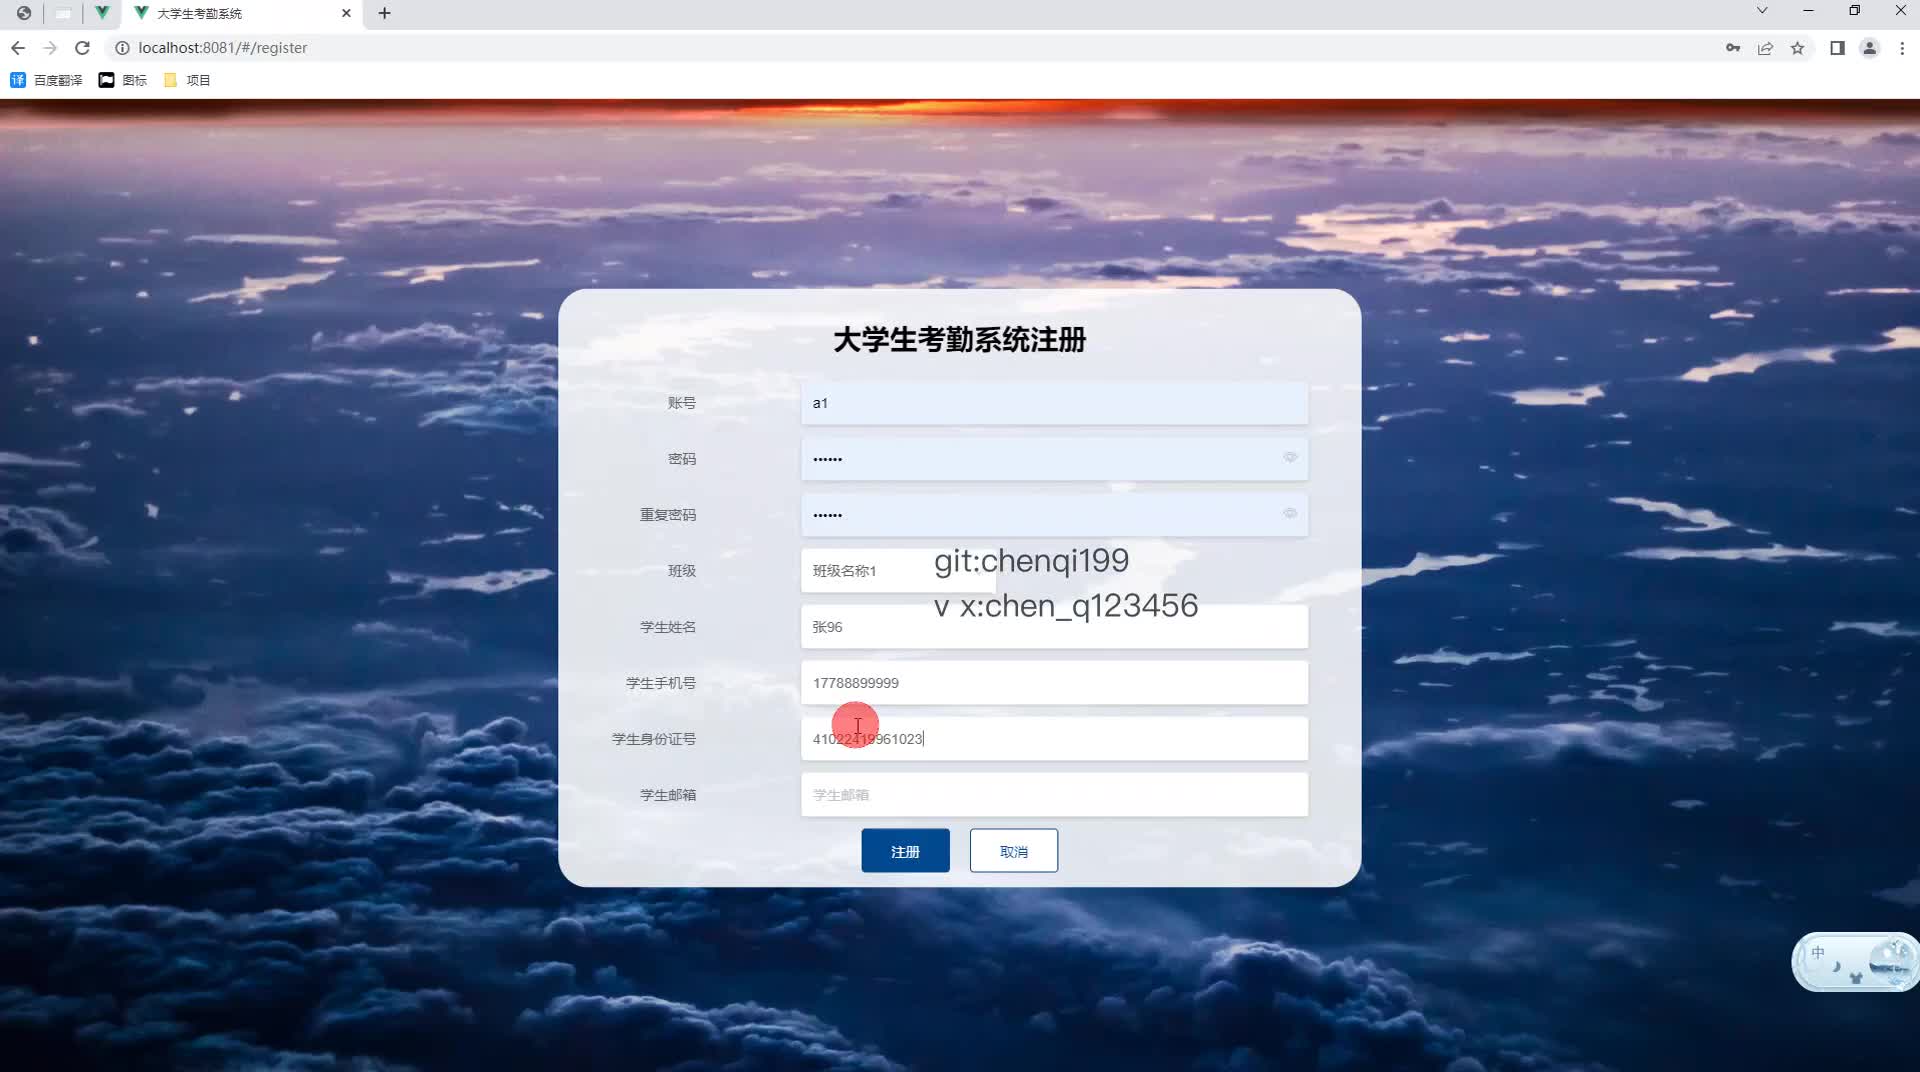 大学生考勤系统
localhost:8081/#/register
译 百度翻译 图标 项目
大学生考勤系统注册
账号 a1
密码 ••••••
重复密码 ••••••
git:chenqi199
班级 班级名称1
v x:chen_q123456
学生姓名 张96
学生手机号 17788899999
学生身份证号 41022419961023
学生邮箱 学生邮箱
注册 取消
中